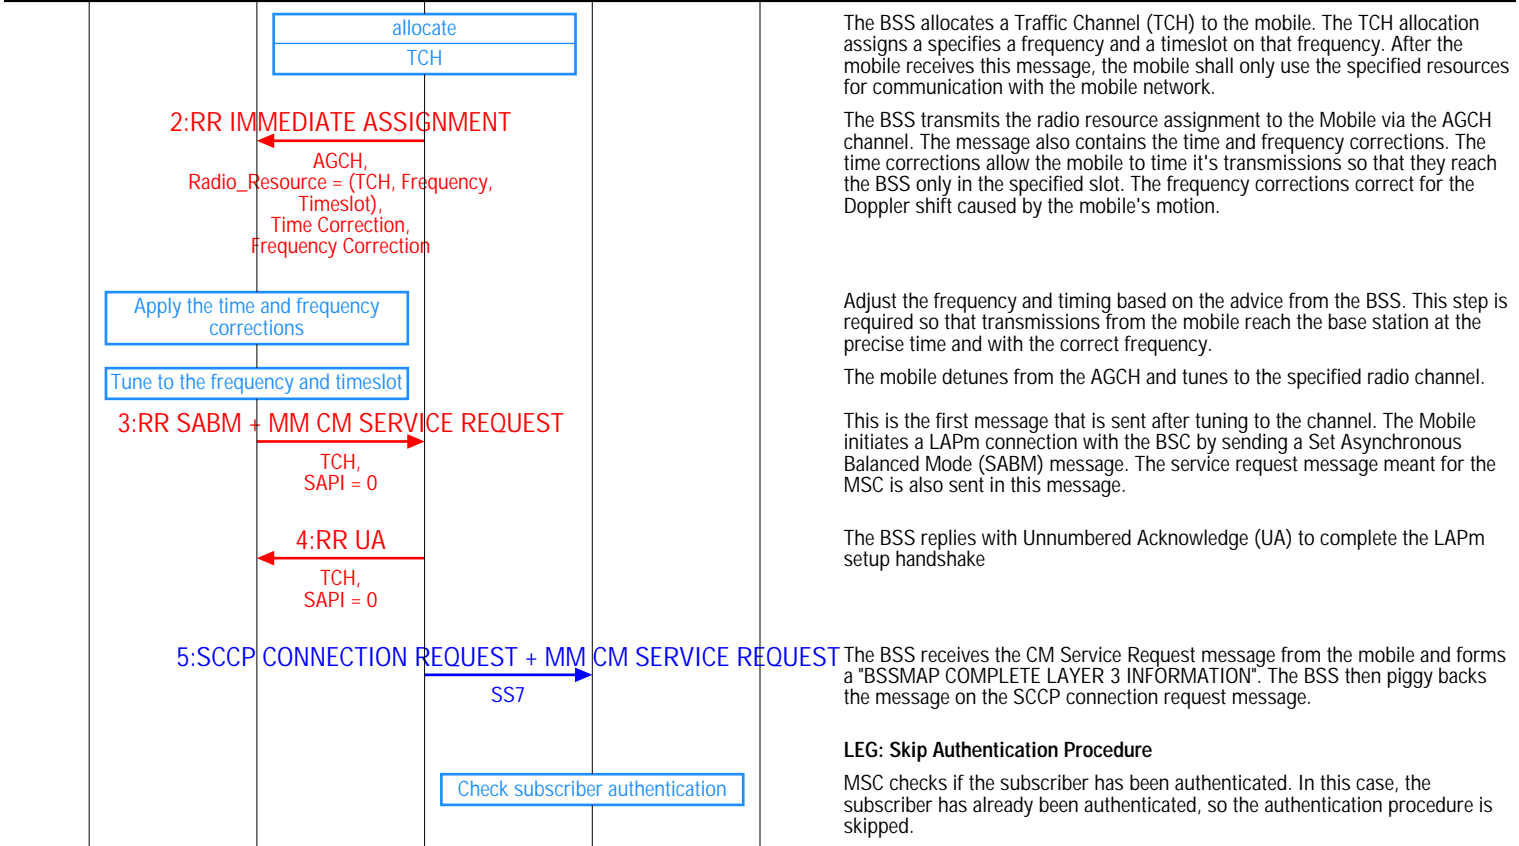 allocate
TCH
The BSS allocates a Traffic Channel (TCH) to the mobile. The TCH allocation
assigns a specifies a frequency and a timeslot on that frequency. After the
mobile receives this message, the mobile shall only use the specified resources
for communication with the mobile network.
2:RR IMMEDIATE ASSIGNMENT
AGCH,
Radio_Resource = (TCH, Frequency,
Timeslot),
Time Correction,
Frequency Correction
The BSS transmits the radio resource assignment to the Mobile via the AGCH
channel. The message also contains the time and frequency corrections. The
time corrections allow the mobile to time it's transmissions so that they reach
the BSS only in the specified slot. The frequency corrections correct for the
Doppler shift caused by the mobile's motion.
Apply the time and frequency
corrections
Adjust the frequency and timing based on the advice from the BSS. This step is
required so that transmissions from the mobile reach the base station at the
precise time and with the correct frequency.
Tune to the frequency and timeslot
The mobile detunes from the AGCH and tunes to the specified radio channel.
3:RR SABM + MM CM SERVICE REQUEST
TCH,
SAPI = 0
This is the first message that is sent after tuning to the channel. The Mobile
initiates a LAPm connection with the BSC by sending a Set Asynchronous
Balanced Mode (SABM) message. The service request message meant for the
MSC is also sent in this message.
4:RR UA
TCH,
SAPI = 0
The BSS replies with Unnumbered Acknowledge (UA) to complete the LAPm
setup handshake
5:SCCP CONNECTION REQUEST + MM CM SERVICE REQUEST
SS7
The BSS receives the CM Service Request message from the mobile and forms
a "BSSMAP COMPLETE LAYER 3 INFORMATION". The BSS then piggy backs
the message on the SCCP connection request message.
LEG: Skip Authentication Procedure
Check subscriber authentication
MSC checks if the subscriber has been authenticated. In this case, the
subscriber has already been authenticated, so the authentication procedure is
skipped.